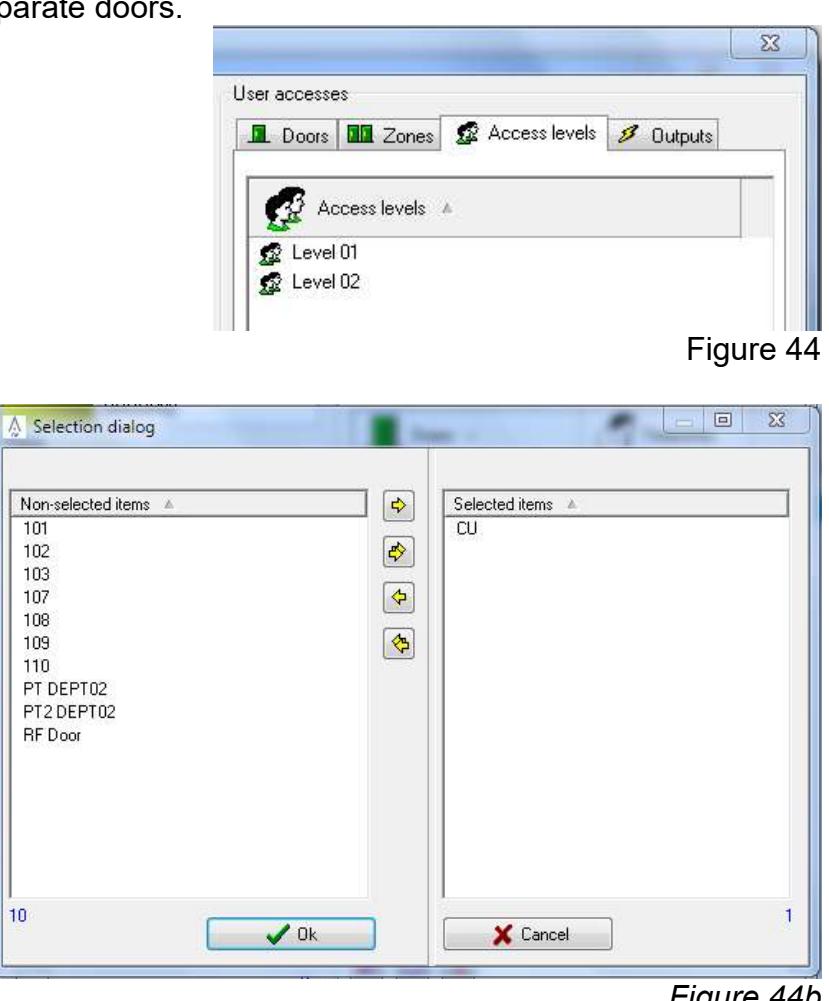 parate doors.
User accesses
Doors Zones Access levels Outputs
Access levels
Level 01
Level 02
Figure 44
Selection dialog
Non-selected items Selected items
101 CU
102
103
107
108
109
110
PT DEPT02
PT2 DEPT02
RF Door
10 1
Ok Cancel
Figure 44b